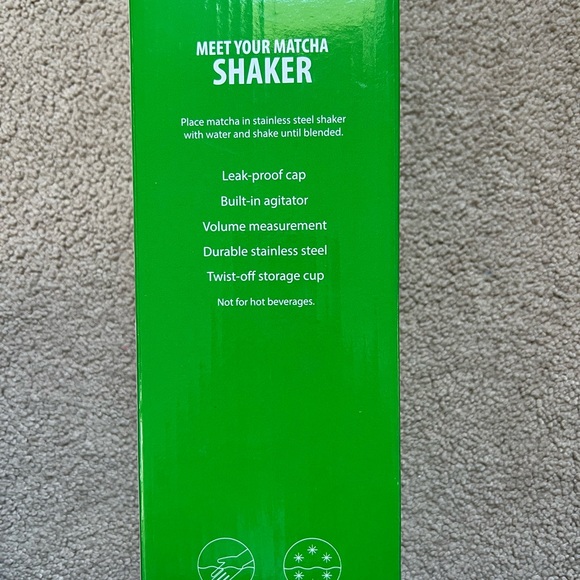 MEET YOUR MATCHA
SHAKER
Place matcha in stainless steel shaker
with water and shake until blended.
Leak-proof cap
Built-in agitator
Volume measurement
Durable stainless steel
Twist-off storage cup
Not for hot beverages.